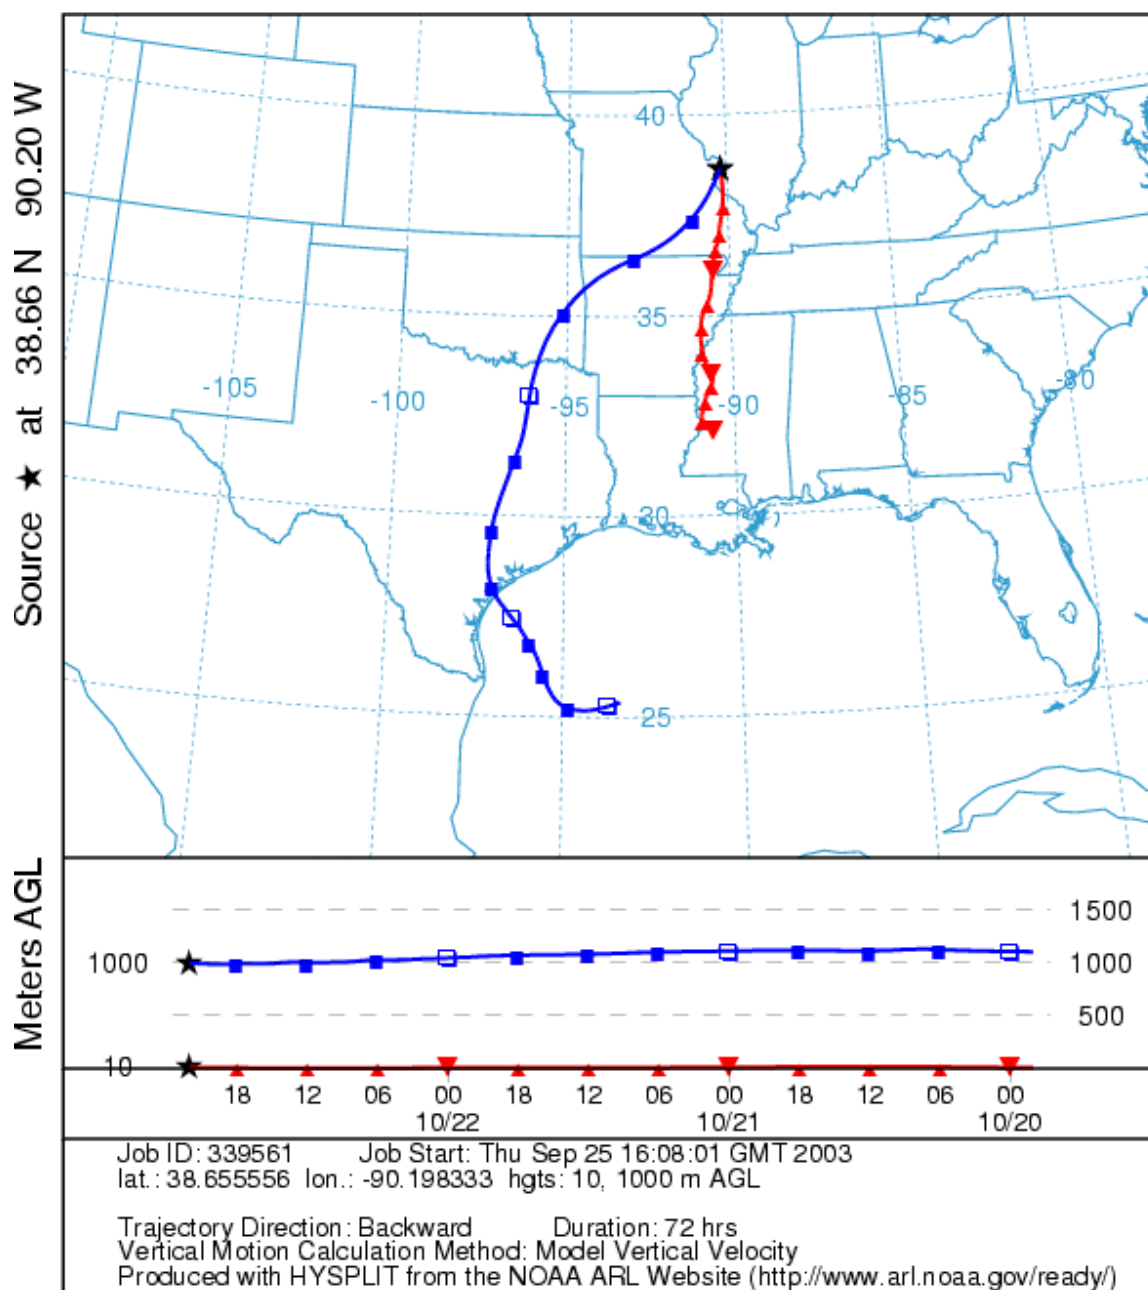 Source ★ at 38.66 N 90.20 W
40
35
-105
-100
-95
-90
-85
-80
30
25
Meters AGL
1500
1000
1000
500
10
18 12 06 00 18 12 06 00 18 12 06 00
10/22 10/21 10/20
Job ID: 339561 Job Start: Thu Sep 25 16:08:01 GMT 2003
lat.: 38.655556 lon.: -90.198333 hgts: 10, 1000 m AGL
Trajectory Direction: Backward Duration: 72 hrs
Vertical Motion Calculation Method: Model Vertical Velocity
Produced with HYSPLIT from the NOAA ARL Website (http://www.arl.noaa.gov/ready/)